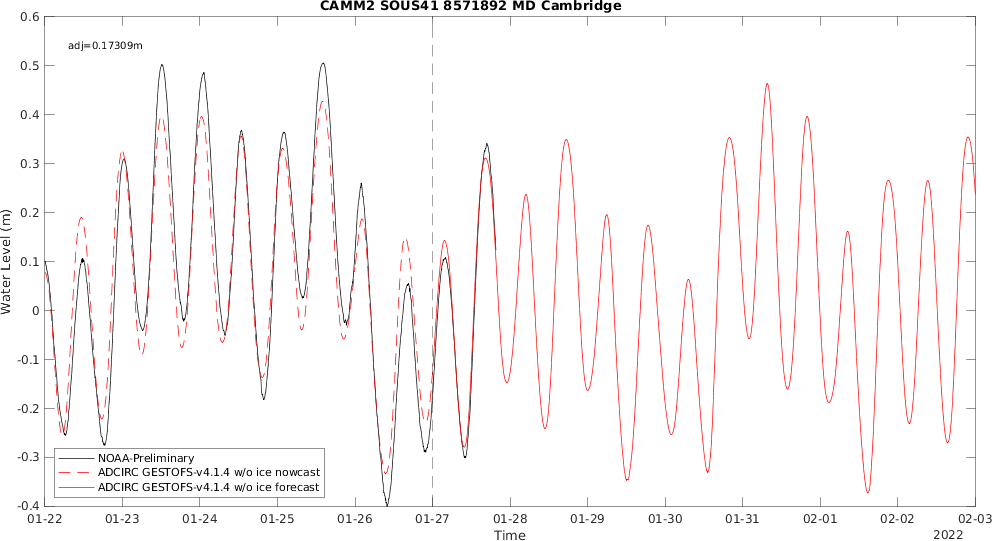 CAMM2 SOUS41 8571892 MD Cambridge
adj=0.17309m
0.6
0.5
0.4
0.3
0.2
0.1
0
-0.1
-0.2
-0.3
-0.4
Water Level (m)
NOAA-Preliminary
ADCIRC GESTOFS-v4.1.4 w/o ice nowcast
ADCIRC GESTOFS-v4.1.4 w/o ice forecast
01-22 01-23 01-24 01-25 01-26 01-27 01-28 01-29 01-30 01-31 02-01 02-02 02-03
Time
2022